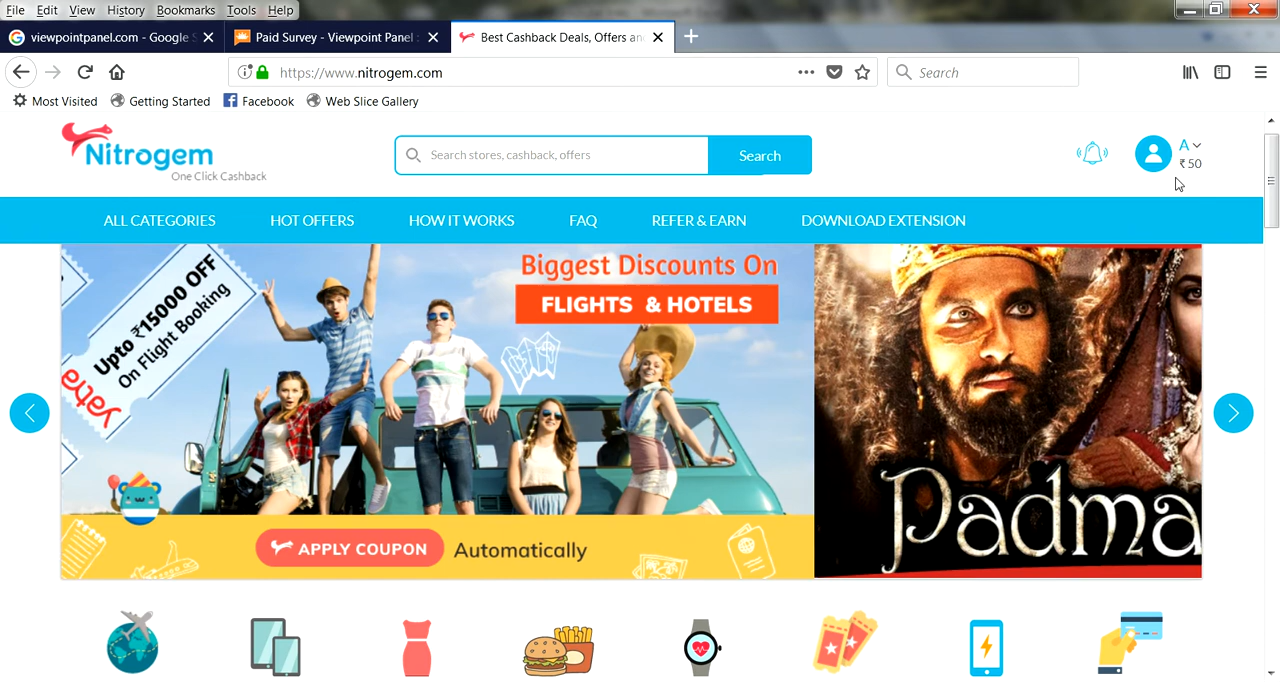 File Edit View History Bookmarks Tools Help
viewpointpanel.com - Google S
Paid Survey - Viewpoint Panel :
Best Cashback Deals, Offers an
https://www.nitrogem.com
Search
Most Visited Getting Started Facebook Web Slice Gallery
Nitrogem
One Click Cashback
Search stores, cashback, offers
Search
A
₹ 50
ALL CATEGORIES HOT OFFERS HOW IT WORKS FAQ REFER & EARN DOWNLOAD EXTENSION
Upto ₹15000 OFF
On Flight Booking
yatra
Biggest Discounts On
FLIGHTS & HOTELS
APPLY COUPON Automatically
Padma